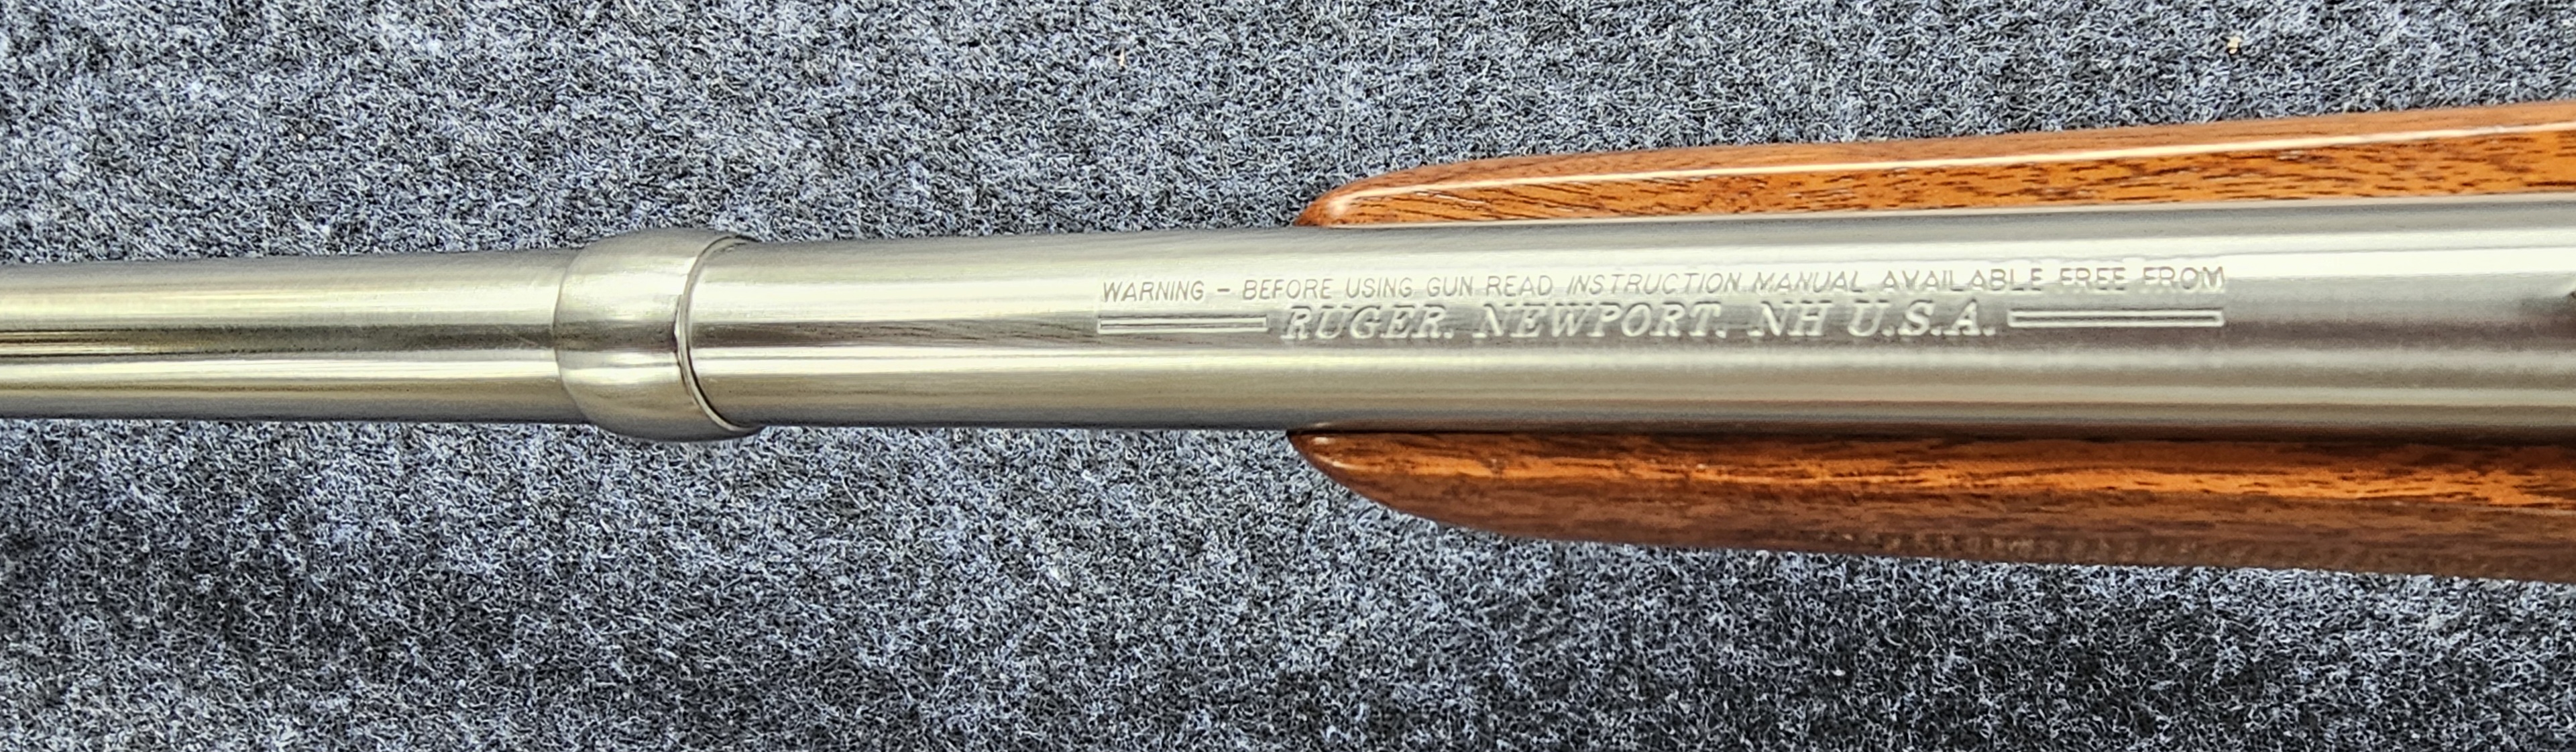 WARNING - BEFORE USING GUN READ INSTRUCTION MANUAL AVAILABLE FREE FROM
RUGER. NEWPORT. NH U.S.A.